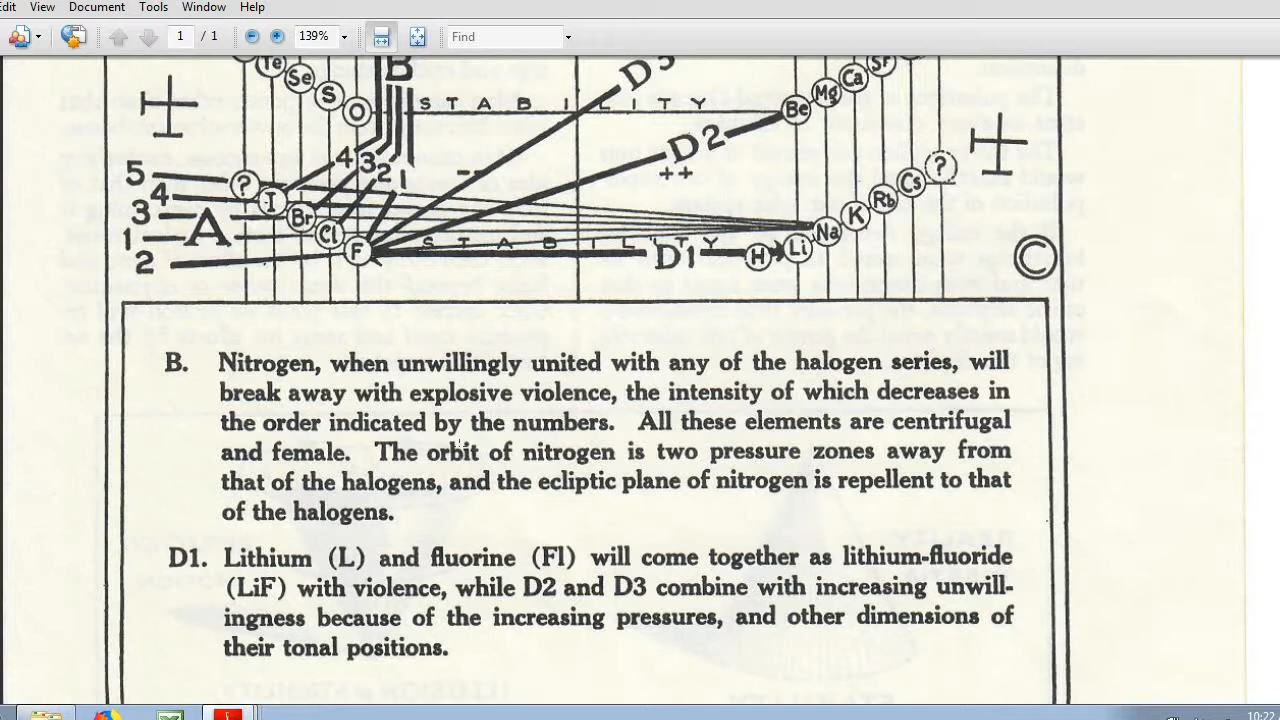 Edit View Document Tools Window Help
1 / 1 139% Find
Te
Se
S
O
B
D3
STABILITY
Be
Mg
Ca
Sr
D2
--
++
4 3 2 1
5
4
3
1
2
A
?
I
Br
Cl
F
STABILITY
D1
H
Li
Na
K
Rb
Cs
?
©
B. Nitrogen, when unwillingly united with any of the halogen series, will
break away with explosive violence, the intensity of which decreases in
the order indicated by the numbers. All these elements are centrifugal
and female. The orbit of nitrogen is two pressure zones away from
that of the halogens, and the ecliptic plane of nitrogen is repellent to that
of the halogens.
D1. Lithium (L) and fluorine (Fl) will come together as lithium-fluoride
(LiF) with violence, while D2 and D3 combine with increasing unwill-
ingness because of the increasing pressures, and other dimensions of
their tonal positions.
10:22